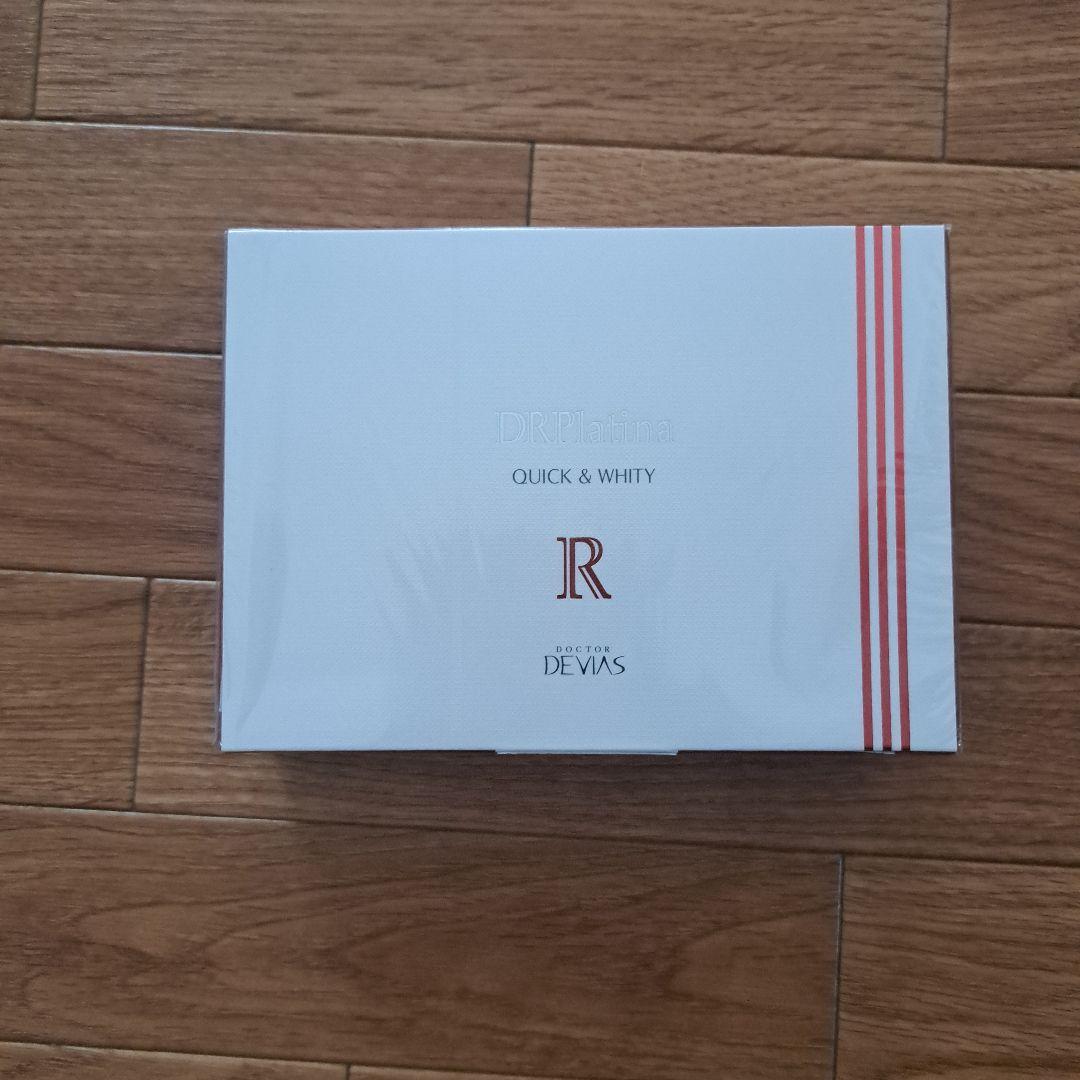 DRPlatina
QUICK & WHITY
R
DOCTOR
DEVIAS